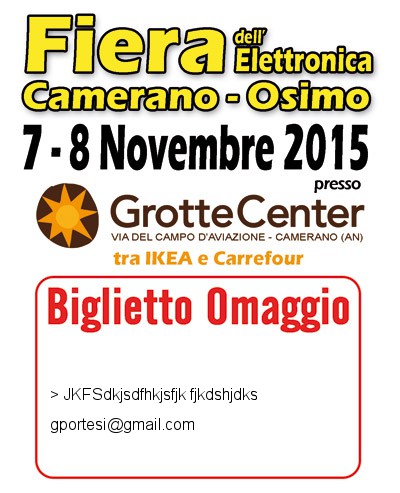 Fiera dell'
Elettronica
Camerano - Osimo
7 - 8 Novembre 2015
presso
GrotteCenter
VIA DEL CAMPO D'AVIAZIONE - CAMERANO (AN)
tra IKEA e Carrefour
Biglietto Omaggio
> JKFSdkjsdfhkjsfjk fjkdshjdks
gportesi@gmail.com